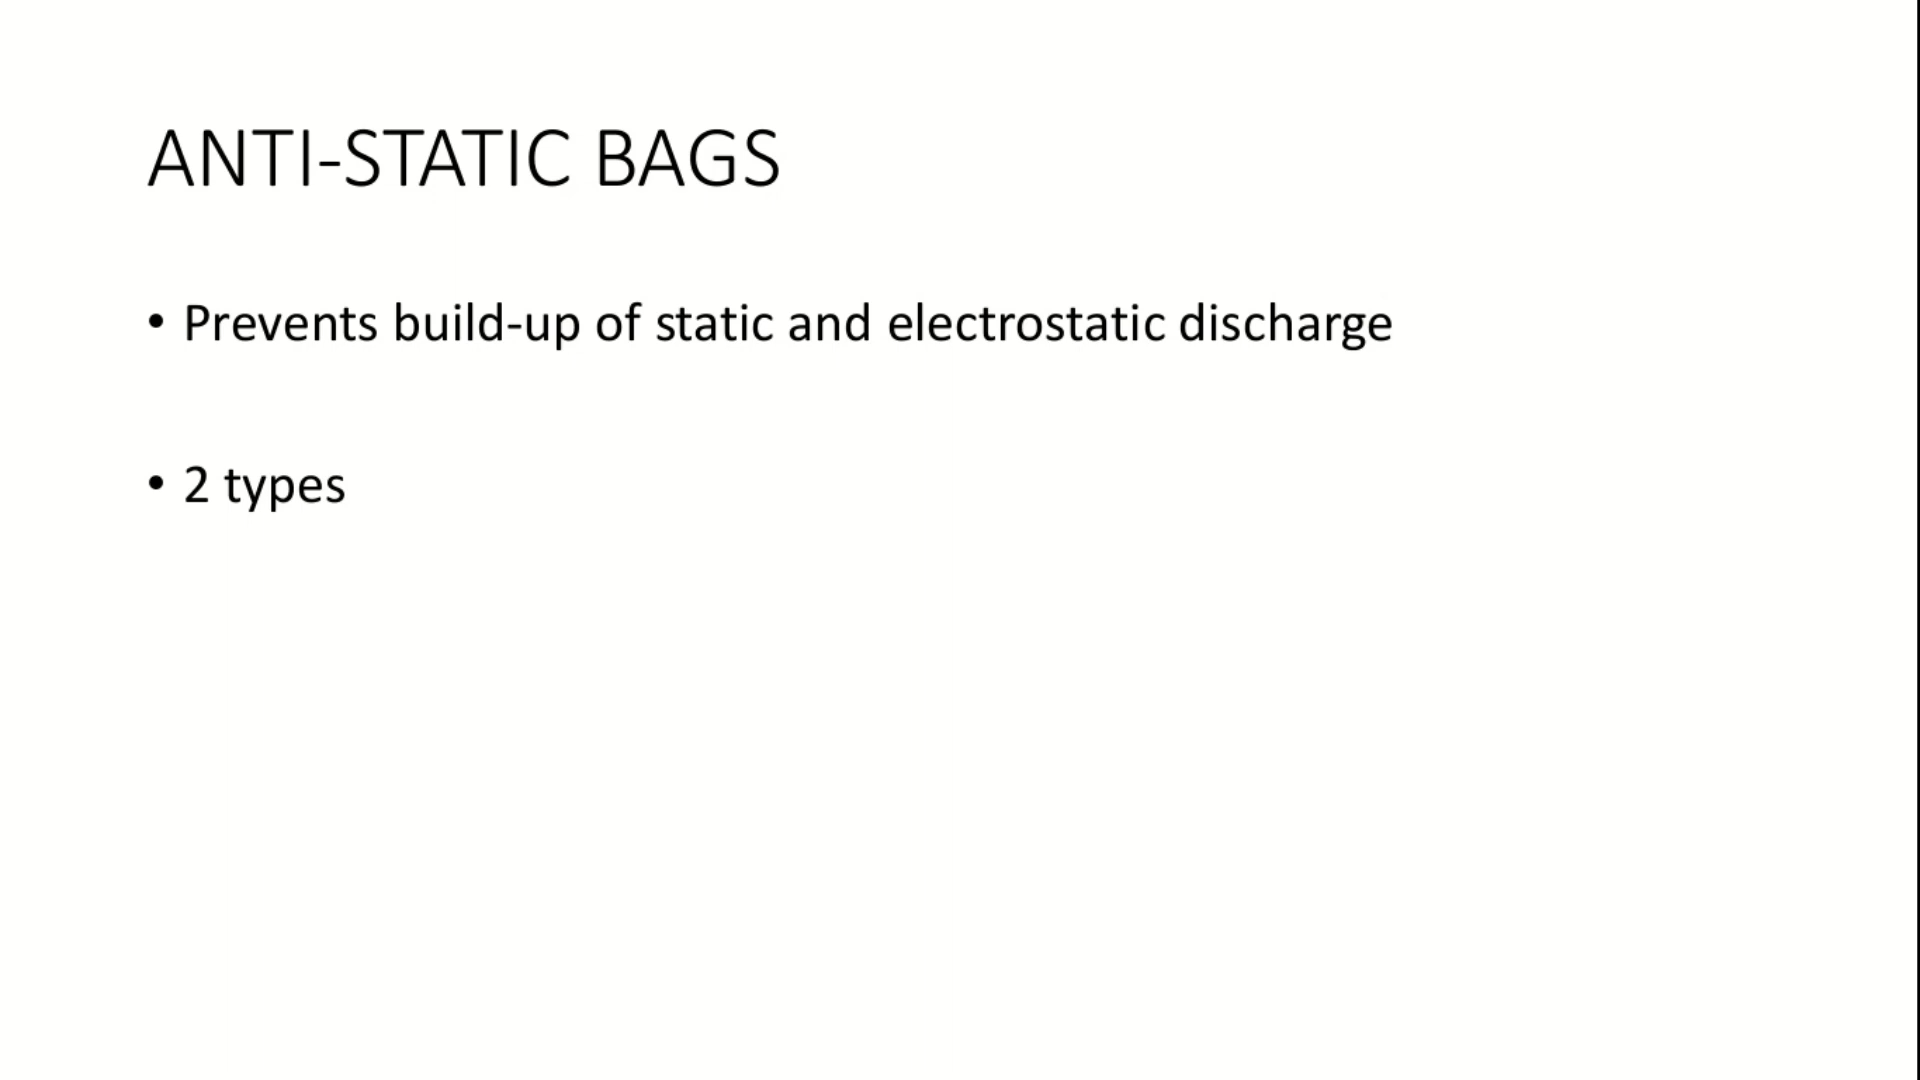 ANTI-STATIC BAGS
• Prevents build-up of static and electrostatic discharge
• 2 types